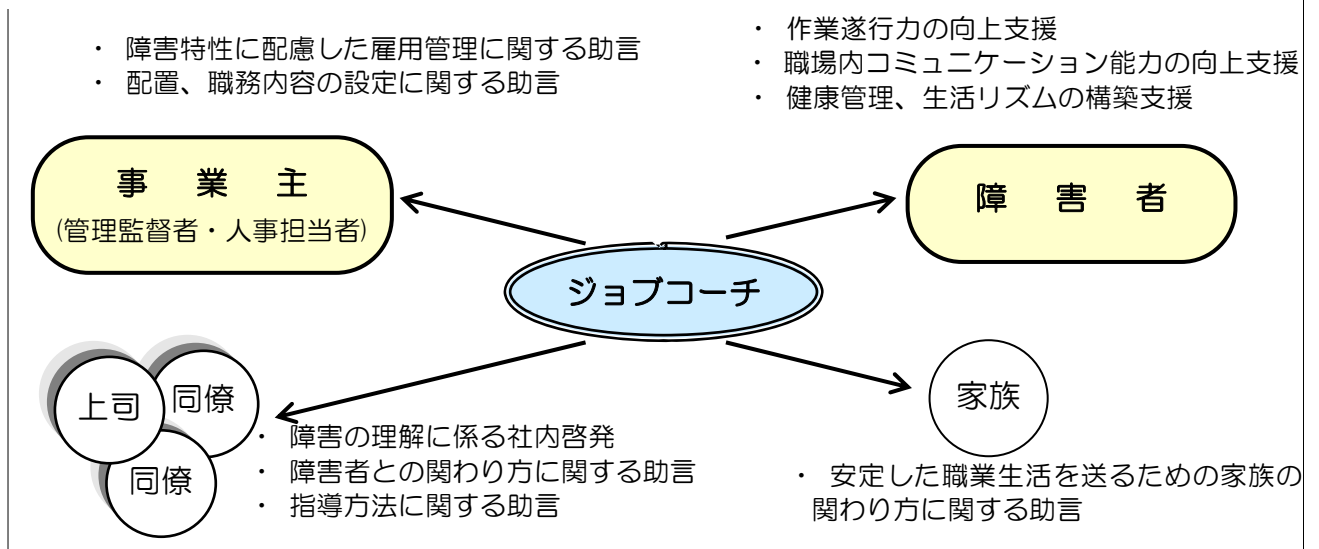 ・ 障害特性に配慮した雇用管理に関する助言
・ 配置、職務内容の設定に関する助言
・ 作業遂行力の向上支援
・ 職場内コミュニケーション能力の向上支援
・ 健康管理、生活リズムの構築支援
事 業 主
(管理監督者・人事担当者)
障 害 者
ジョブコーチ
上司
同僚
同僚
・ 障害の理解に係る社内啓発
・ 障害者との関わり方に関する助言
・ 指導方法に関する助言
家族
・ 安定した職業生活を送るための家族の
関わり方に関する助言